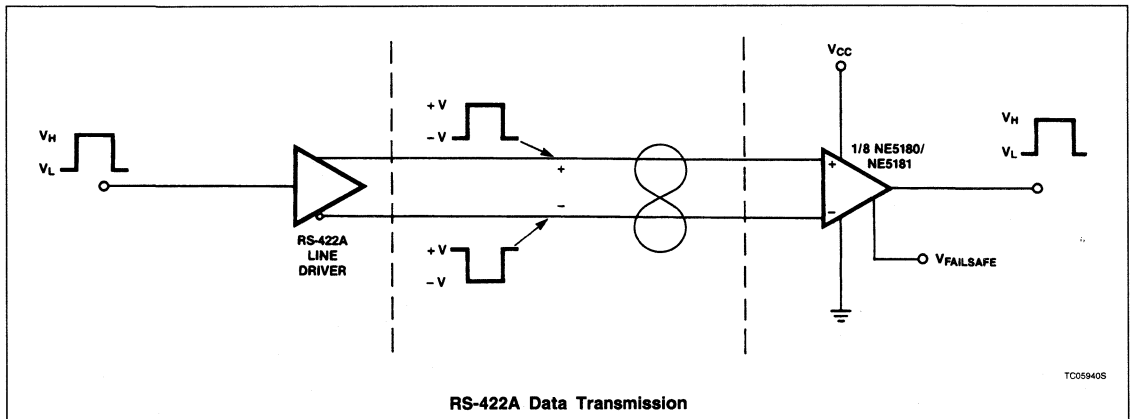 VCC
+ V
- V
VH
VL
VH
VL
1/8 NE5180/
NE5181
+
-
+
-
RS-422A
LINE
DRIVER
+ V
- V
VFAILSAFE
TC05940S
RS-422A Data Transmission